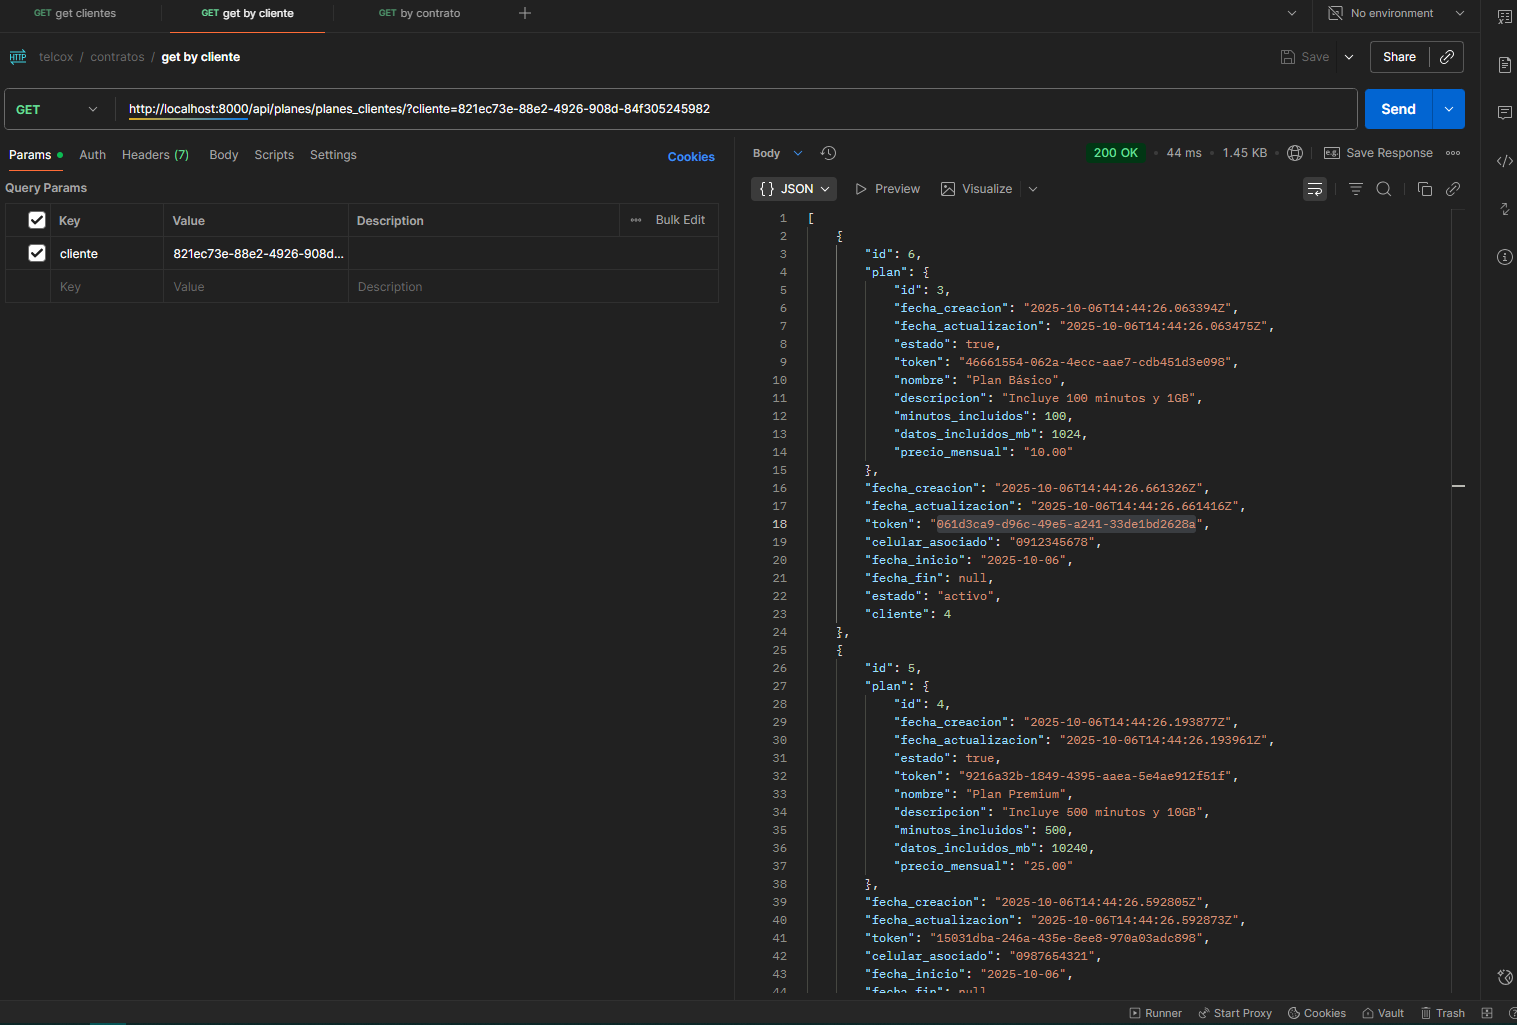 GET get clientes
GET get by cliente
GET by contrato
No environment
HTTP telcox / contratos / get by cliente
Save
Share
GET
http://localhost:8000/api/planes/planes_clientes/?cliente=821ec73e-88e2-4926-908d-84f305245982
Send
Params Auth Headers (7) Body Scripts Settings Cookies
Query Params
Key Value Description Bulk Edit
cliente 821ec73e-88e2-4926-908d...
Key Value Description
Body 200 OK 44 ms 1.45 KB e.g. Save Response
{} JSON Preview Visualize
1 [
2 {
3 "id": 6,
4 "plan": {
5 "id": 3,
6 "fecha_creacion": "2025-10-06T14:44:26.063394Z",
7 "fecha_actualizacion": "2025-10-06T14:44:26.063475Z",
8 "estado": true,
9 "token": "46661554-062a-4ecc-aae7-cdb451d3e098",
10 "nombre": "Plan Básico",
11 "descripcion": "Incluye 100 minutos y 1GB",
12 "minutos_incluidos": 100,
13 "datos_incluidos_mb": 1024,
14 "precio_mensual": "10.00"
15 },
16 "fecha_creacion": "2025-10-06T14:44:26.661326Z",
17 "fecha_actualizacion": "2025-10-06T14:44:26.661416Z",
18 "token": "061d3ca9-d96c-49e5-a241-33de1bd2628a",
19 "celular_asociado": "0912345678",
20 "fecha_inicio": "2025-10-06",
21 "fecha_fin": null,
22 "estado": "activo",
23 "cliente": 4
24 },
25 {
26 "id": 5,
27 "plan": {
28 "id": 4,
29 "fecha_creacion": "2025-10-06T14:44:26.193877Z",
30 "fecha_actualizacion": "2025-10-06T14:44:26.193961Z",
31 "estado": true,
32 "token": "9216a32b-1849-4395-aaea-5e4ae912f51f",
33 "nombre": "Plan Premium",
34 "descripcion": "Incluye 500 minutos y 10GB",
35 "minutos_incluidos": 500,
36 "datos_incluidos_mb": 10240,
37 "precio_mensual": "25.00"
38 },
39 "fecha_creacion": "2025-10-06T14:44:26.592805Z",
40 "fecha_actualizacion": "2025-10-06T14:44:26.592873Z",
41 "token": "15031dba-246a-435e-8ee8-970a03adc898",
42 "celular_asociado": "0987654321",
43 "fecha_inicio": "2025-10-06",
44 "fecha_fin": null
Runner Start Proxy Cookies Vault Trash